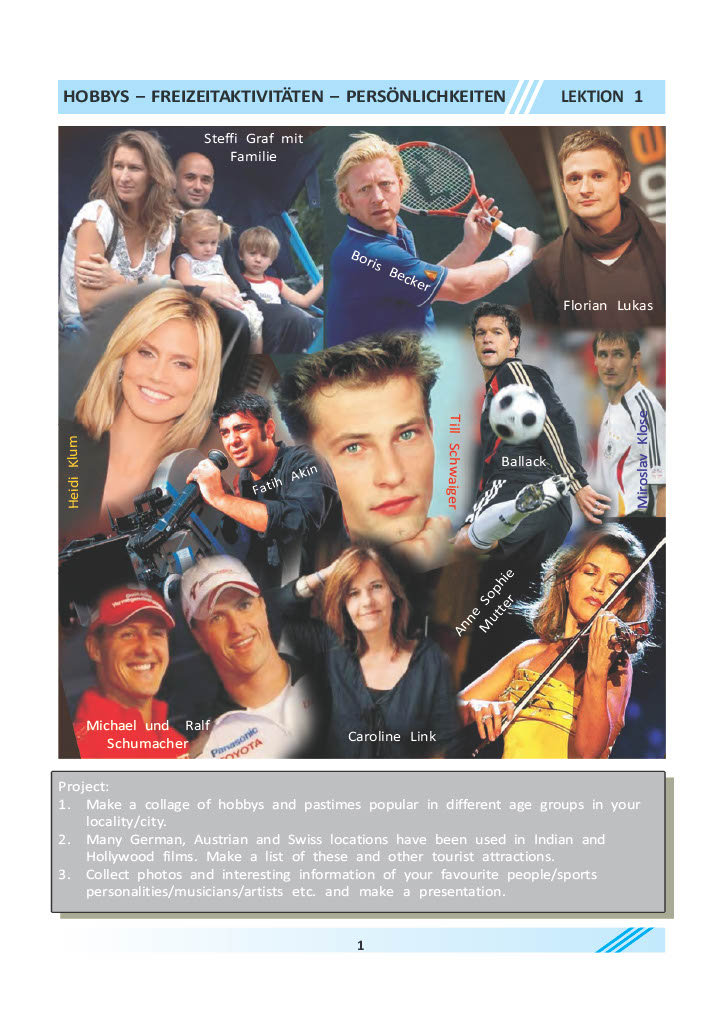 HOBBYS – FREIZEITAKTIVITÄTEN – PERSÖNLICHKEITEN LEKTION 1
Steffi Graf mit
Familie
Boris Becker
Florian Lukas
Heidi Klum
Fatih Akin
Till Schwaiger
Ballack
Miroslav Klose
Anne Sophie
Mutter
Michael und Ralf
Schumacher
Panasonic
TOYOTA
Caroline Link
Project:
1. Make a collage of hobbys and pastimes popular in different age groups in your
locality/city.
2. Many German, Austrian and Swiss locations have been used in Indian and
Hollywood films. Make a list of these and other tourist attractions.
3. Collect photos and interesting information of your favourite people/sports
personalities/musicians/artists etc. and make a presentation.
1